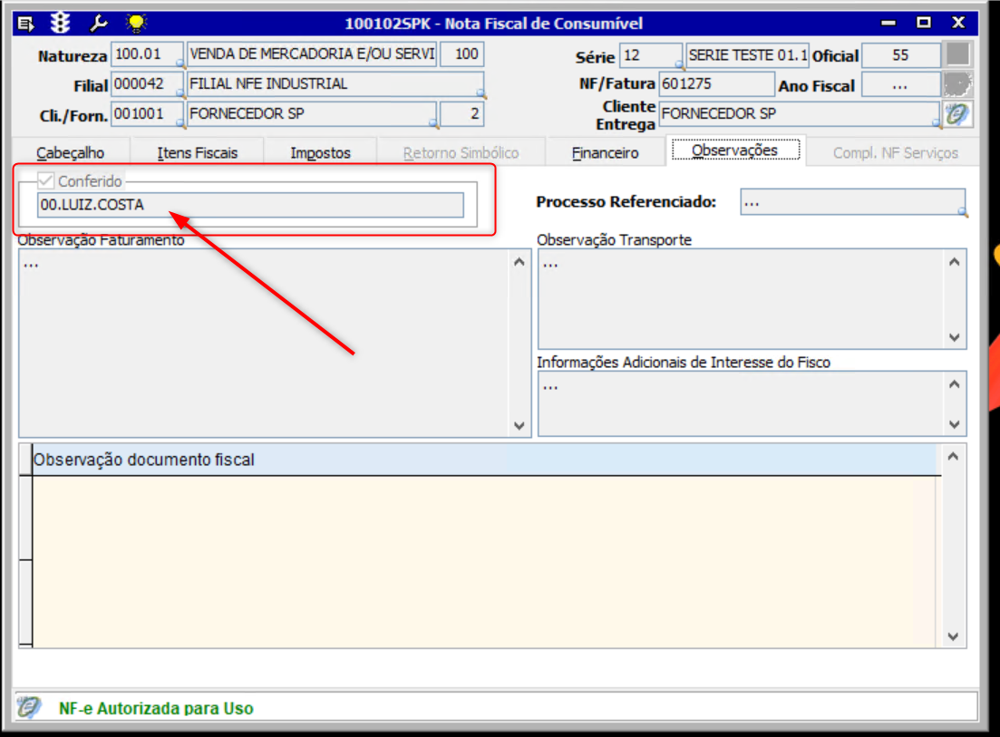 100102SPK - Nota Fiscal de Consumível
Natureza 100.01 VENDA DE MERCADORIA E/OU SERVI 100 Série 12 SERIE TESTE 01.1 Oficial 55
Filial 000042 FILIAL NFE INDUSTRIAL NF/Fatura 601275 Ano Fiscal ...
Cli./Forn. 001001 FORNECEDOR SP 2 Cliente Entrega FORNECEDOR SP
Cabeçalho Itens Fiscais Impostos Retorno Simbólico Financeiro Observações Compl. NF Serviços
Conferido
00.LUIZ.COSTA Processo Referenciado: ...
Observação Faturamento Observação Transporte
... ...
Informações Adicionais de Interesse do Fisco
...
Observação documento fiscal
NF-e Autorizada para Uso